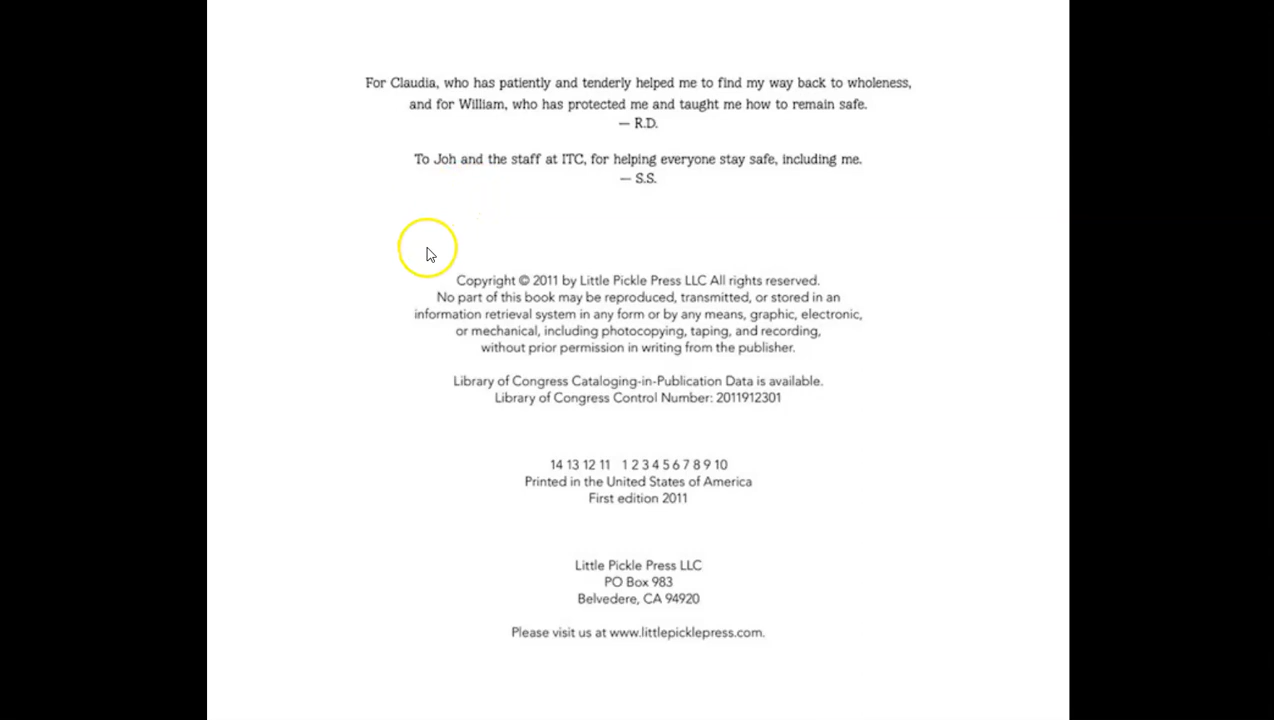 For Claudia, who has patiently and tenderly helped me to find my way back to wholeness,
and for William, who has protected me and taught me how to remain safe.
— R.D.
To Joh and the staff at ITC, for helping everyone stay safe, including me.
— S.S.
Copyright © 2011 by Little Pickle Press LLC All rights reserved.
No part of this book may be reproduced, transmitted, or stored in an
information retrieval system in any form or by any means, graphic, electronic,
or mechanical, including photocopying, taping, and recording,
without prior permission in writing from the publisher.
Library of Congress Cataloging-in-Publication Data is available.
Library of Congress Control Number: 2011912301
14 13 12 11 1 2 3 4 5 6 7 8 9 10
Printed in the United States of America
First edition 2011
Little Pickle Press LLC
PO Box 983
Belvedere, CA 94920
Please visit us at www.littlepicklepress.com.